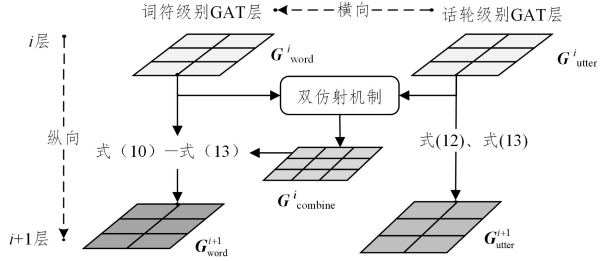 词符级别GAT层 横向 话轮级别GAT层
i层
G^i_word
G^i_utter
双仿射机制
纵向
式（10）－式（13）
式(12)、式(13)
G^i_combine
i+1层
G^{i+1}_word
G^{i+1}_utter